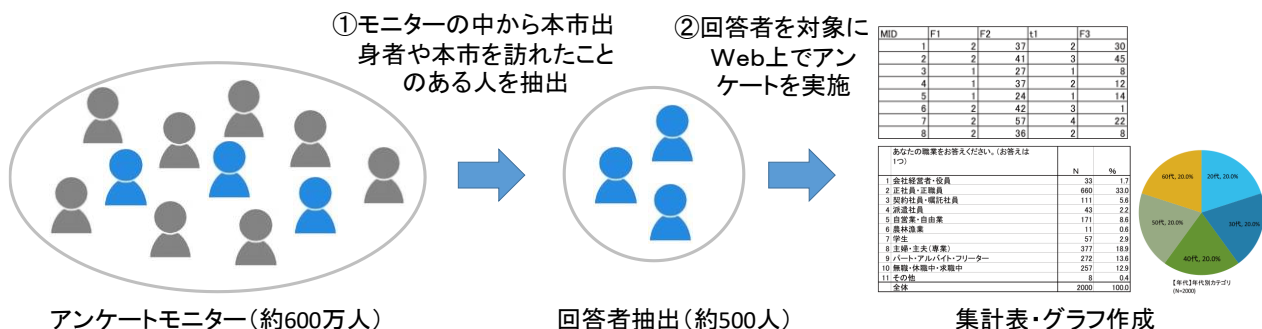 ①モニターの中から本市出
身者や本市を訪れたこと
のある人を抽出
②回答者を対象に
Web上でアン
ケートを実施
MID F1 F2 t1 F3
1 2 37 2 30
2 2 41 3 45
3 1 27 1 8
4 1 37 2 12
5 1 24 1 14
6 2 42 3 1
7 2 57 4 22
8 2 36 2 8
あなたの職業をお答えください。(お答えは
1つ)
N %
1 会社経営者・役員 33 1.7
2 正社員・正職員 660 33.0
3 契約社員・嘱託社員 111 5.6
4 派遣社員 43 2.2
5 自営業・自由業 171 8.6
6 農林漁業 11 0.6
7 学生 57 2.9
8 主婦・主夫(専業) 377 18.9
9 パート・アルバイト・フリーター 272 13.6
10 無職・休職中・求職中 257 12.9
11 その他 8 0.4
全体 2000 100.0
60代, 20.0%
20代, 20.0%
50代, 20.0%
30代, 20.0%
40代, 20.0%
【年代】年代別カテゴリ
(N=2000)
アンケートモニター(約600万人)
回答者抽出(約500人)
集計表・グラフ作成